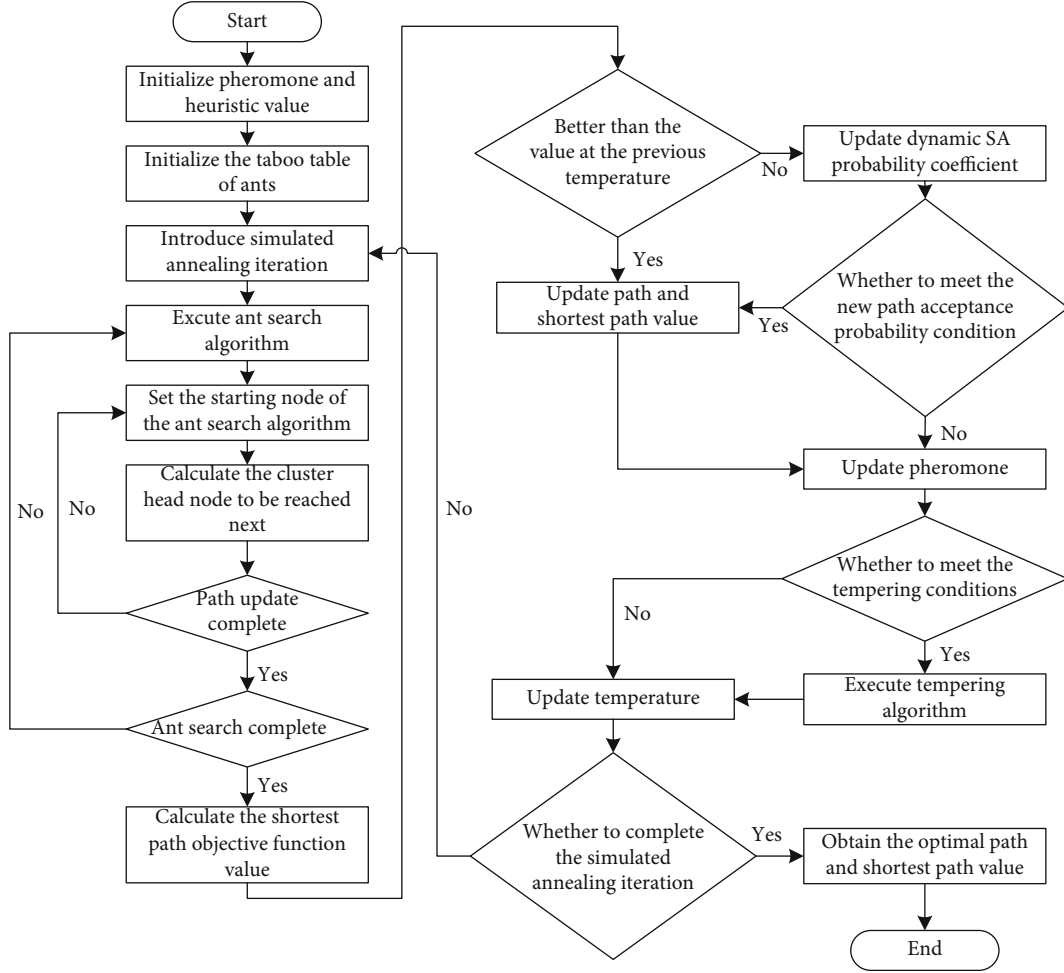 Start
Initialize pheromone and
heuristic value
Initialize the taboo table
of ants
Introduce simulated
annealing iteration
Excute ant search
algorithm
Set the starting node of
the ant search algorithm
Calculate the cluster
head node to be reached
next
No
No
Path update
complete
Yes
Ant search complete
Yes
Calculate the shortest
path objective function
value
Better than the
value at the previous
temperature
No
Update dynamic SA
probability coefficient
Yes
Update path and
shortest path value
Yes
Whether to meet the
new path acceptance
probability condition
No
Update pheromone
Whether to meet the
tempering conditions
No
Yes
Update temperature
Execute tempering
algorithm
No
Whether to complete
the simulated
annealing iteration
Yes
Obtain the optimal path
and shortest path value
End